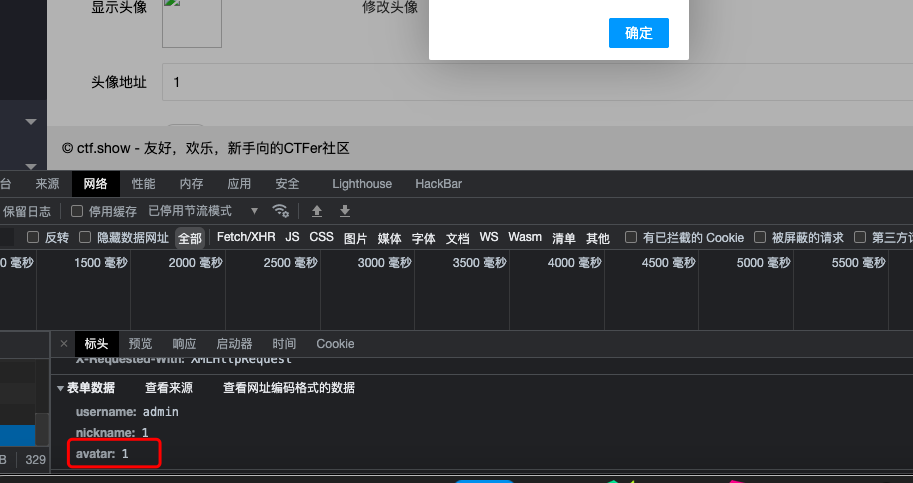 显示头像
修改头像
确定
头像地址
1
© ctf.show - 友好，欢乐，新手向的CTFer社区
台 来源 网络 性能 内存 应用 安全 Lighthouse HackBar
保留日志 停用缓存 已停用节流模式
反转 隐藏数据网址 全部 Fetch/XHR JS CSS 图片 媒体 字体 文档 WS Wasm 清单 其他 有已拦截的 Cookie 被屏蔽的请求 第三方
0 毫秒 1500 毫秒 2000 毫秒 2500 毫秒 3000 毫秒 3500 毫秒 4000 毫秒 4500 毫秒 5000 毫秒 5500 毫秒
× 标头 预览 响应 启动器 时间 Cookie
X-Requested-With: XMLHttpRequest
表单数据 查看来源 查看网址编码格式的数据
username: admin
nickname: 1
avatar: 1
B 329